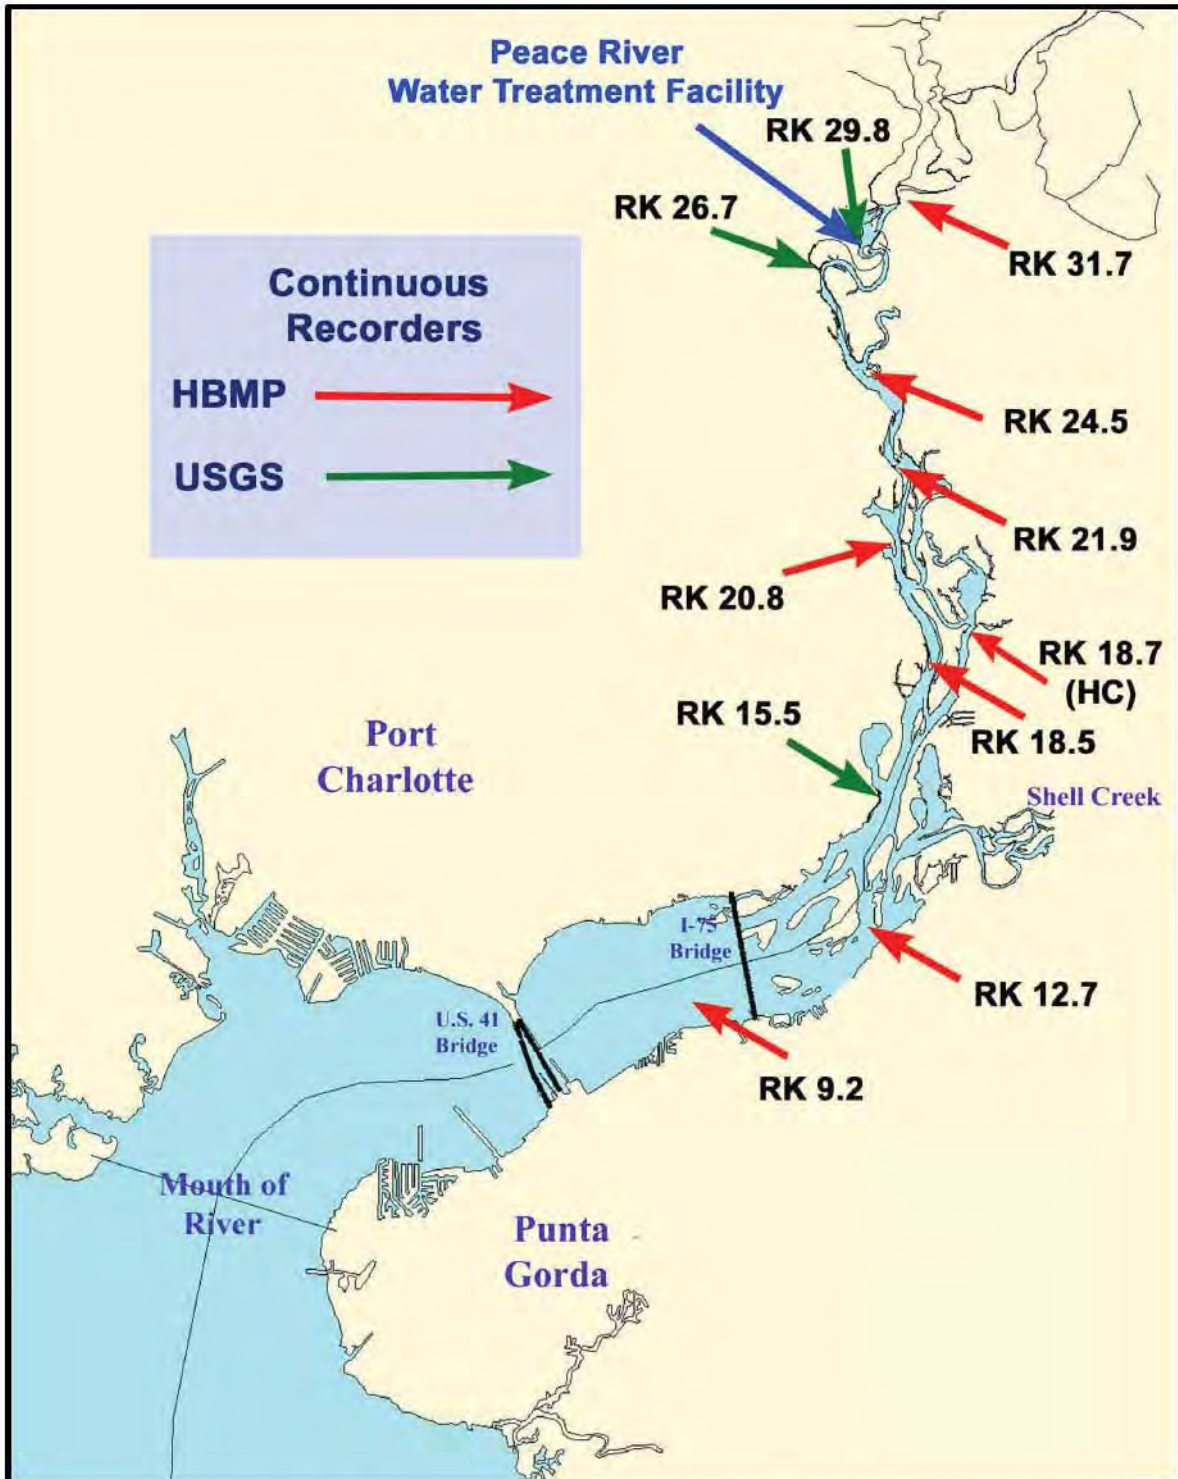 Peace River
Water Treatment Facility
RK 29.8
RK 26.7
RK 31.7
Continuous
Recorders
HBMP
USGS
RK 24.5
RK 21.9
RK 20.8
RK 18.7
(HC)
RK 18.5
RK 15.5
Port
Charlotte
Shell Creek
I-75
Bridge
RK 12.7
U.S. 41
Bridge
RK 9.2
Mouth of
River
Punta
Gorda